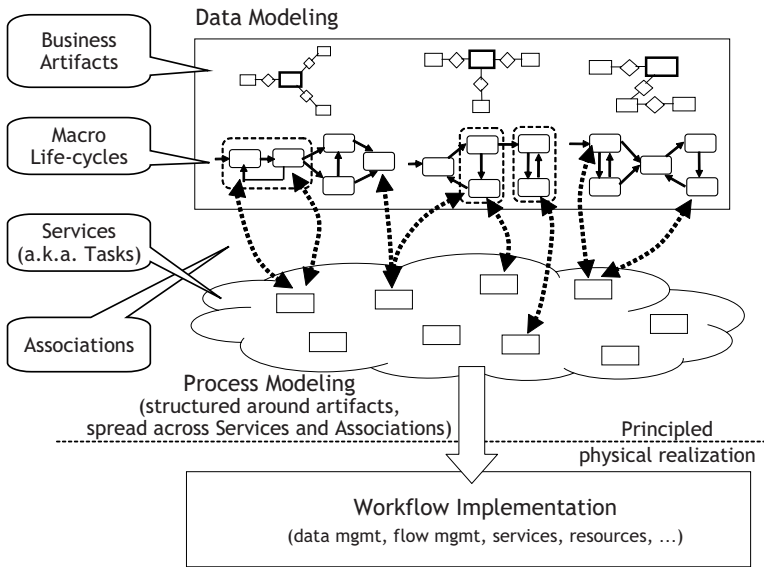 Data Modeling
Business
Artifacts
Macro
Life-cycles
Services
(a.k.a. Tasks)
Associations
Process Modeling
(structured around artifacts,
spread across Services and Associations)
Principled
physical realization
Workflow Implementation
(data mgmt, flow mgmt, services, resources, ...)